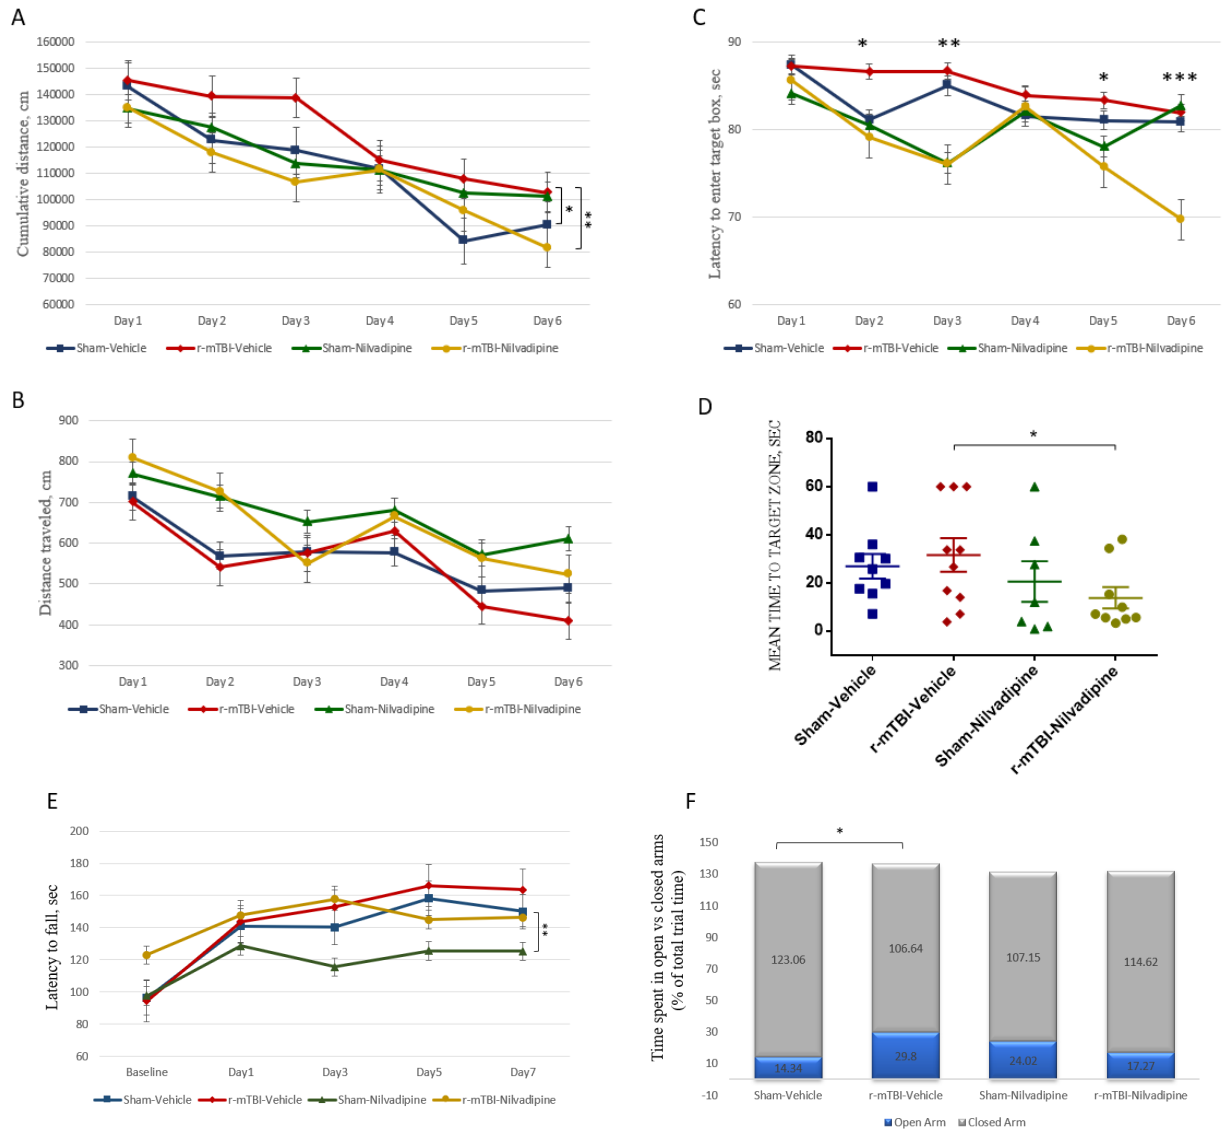 A
160000
150000
140000
130000
120000
110000
100000
90000
80000
70000
60000
Cumulative distance, cm
*
**
Day 1 Day 2 Day 3 Day 4 Day 5 Day 6
Sham-Vehicle r-mTBI-Vehicle Sham-Nilvadipine r-mTBI-Nilvadipine
C
90
80
70
60
Latency to enter target box, sec
* ** * ***
Day 1 Day 2 Day 3 Day 4 Day 5 Day 6
Sham-Vehicle r-mTBI-Vehicle Sham-Nilvadipine r-mTBI-Nilvadipine
B
900
800
700
600
500
400
300
Distance traveled, cm
Day 1 Day 2 Day 3 Day 4 Day 5 Day 6
Sham-Vehicle r-mTBI-Vehicle Sham-Nilvadipine r-mTBI-Nilvadipine
D
80
60
40
20
0
MEAN TIME TO TARGET ZONE, SEC
*
Sham-Vehicle
r-mTBI-Vehicle
Sham-Nilvadipine
r-mTBI-Nilvadipine
E
200
180
160
140
120
100
80
60
Latency to fall, sec
**
Baseline Day1 Day3 Day5 Day7
Sham-Vehicle r-mTBI-Vehicle Sham-Nilvadipine r-mTBI-Nilvadipine
F
150
130
110
90
70
50
30
10
-10
Time spent in open vs closed arms
(% of total trial time)
*
123.06 106.64 107.15 114.62
14.34 29.8 24.02 17.27
Sham-Vehicle r-mTBI-Vehicle Sham-Nilvadipine r-mTBI-Nilvadipine
Open Arm Closed Arm